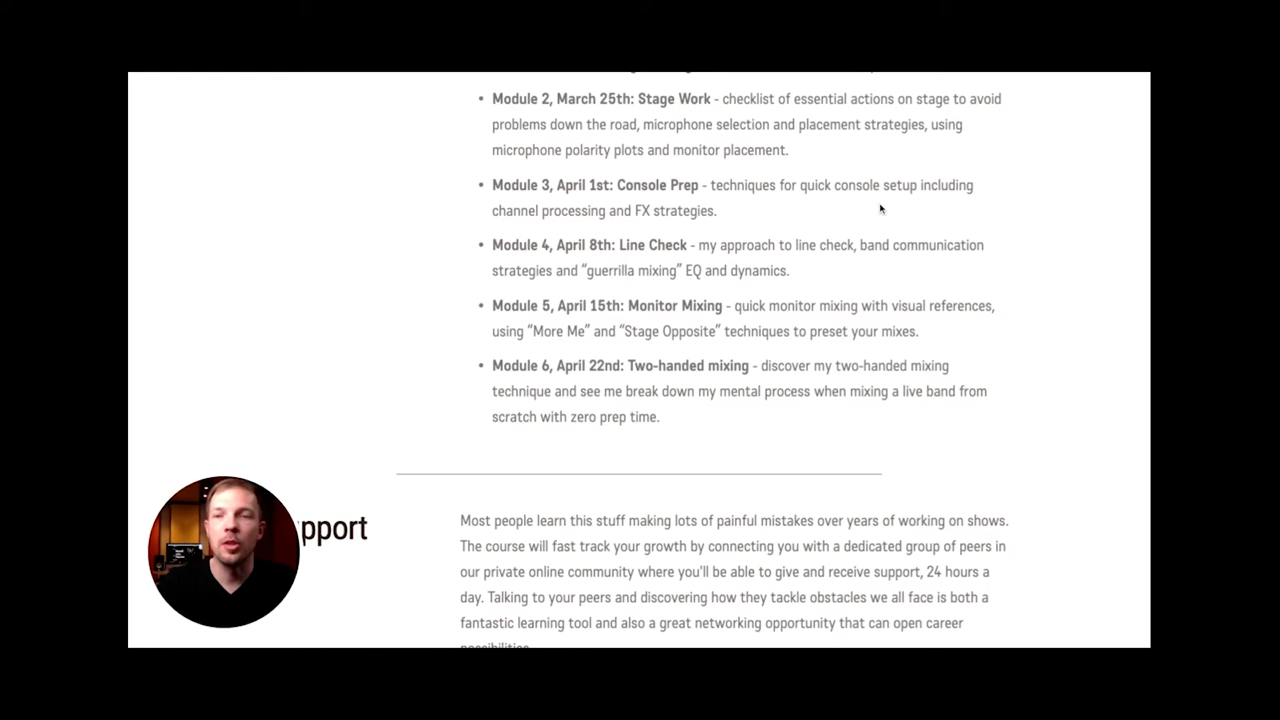 • Module 2, March 25th: Stage Work - checklist of essential actions on stage to avoid
problems down the road, microphone selection and placement strategies, using
microphone polarity plots and monitor placement.
• Module 3, April 1st: Console Prep - techniques for quick console setup including
channel processing and FX strategies.
• Module 4, April 8th: Line Check - my approach to line check, band communication
strategies and “guerrilla mixing” EQ and dynamics.
• Module 5, April 15th: Monitor Mixing - quick monitor mixing with visual references,
using “More Me” and “Stage Opposite” techniques to preset your mixes.
• Module 6, April 22nd: Two-handed mixing - discover my two-handed mixing
technique and see me break down my mental process when mixing a live band from
scratch with zero prep time.
pport
Most people learn this stuff making lots of painful mistakes over years of working on shows.
The course will fast track your growth by connecting you with a dedicated group of peers in
our private online community where you'll be able to give and receive support, 24 hours a
day. Talking to your peers and discovering how they tackle obstacles we all face is both a
fantastic learning tool and also a great networking opportunity that can open career
possibilities.